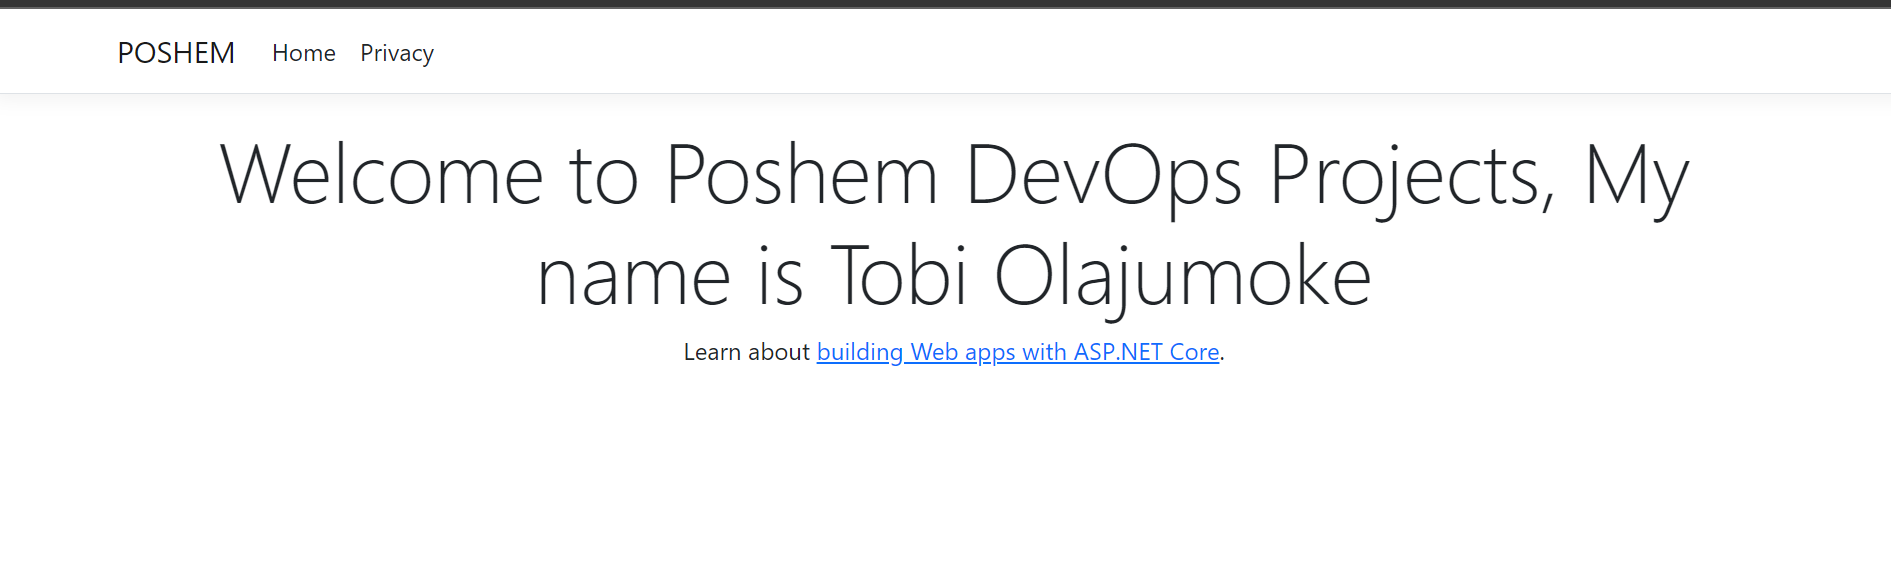 POSHEM Home Privacy
Welcome to Poshem DevOps Projects, My
name is Tobi Olajumoke
Learn about building Web apps with ASP.NET Core.